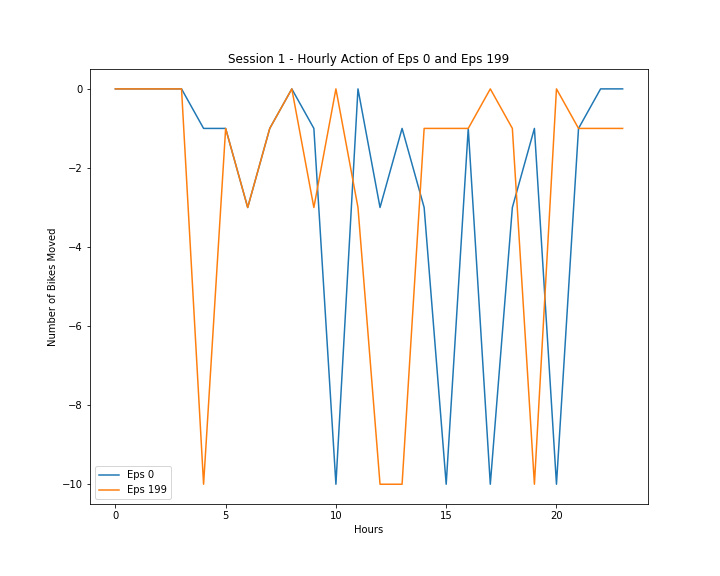 Session 1 - Hourly Action of Eps 0 and Eps 199
0
−2
−4
−6
−8
−10
Number of Bikes Moved
Eps 0
Eps 199
0 5 10 15 20
Hours